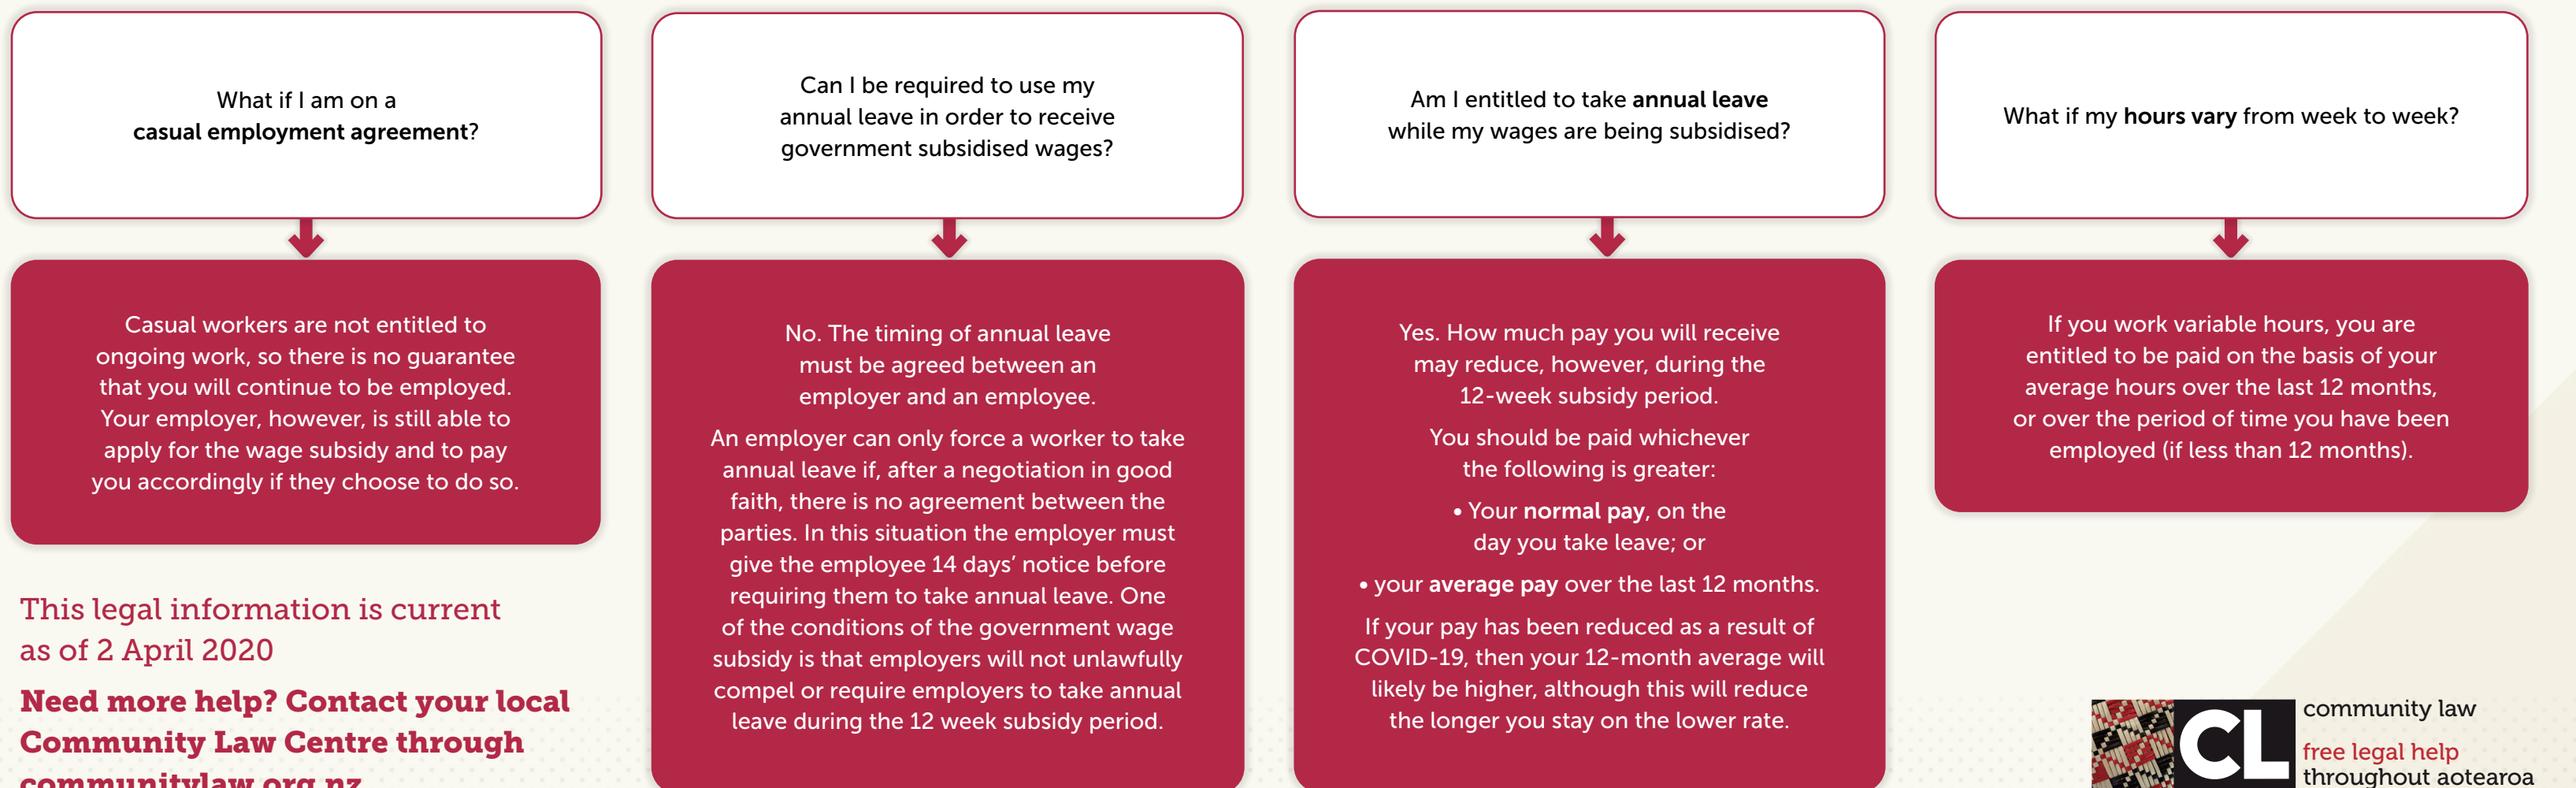 What if I am on a
casual employment agreement?
Casual workers are not entitled to
ongoing work, so there is no guarantee
that you will continue to be employed.
Your employer, however, is still able to
apply for the wage subsidy and to pay
you accordingly if they choose to do so.
Can I be required to use my
annual leave in order to receive
government subsidised wages?
No. The timing of annual leave
must be agreed between an
employer and an employee.
An employer can only force a worker to take
annual leave if, after a negotiation in good
faith, there is no agreement between the
parties. In this situation the employer must
give the employee 14 days’ notice before
requiring them to take annual leave. One
of the conditions of the government wage
subsidy is that employers will not unlawfully
compel or require employers to take annual
leave during the 12 week subsidy period.
Am I entitled to take annual leave
while my wages are being subsidised?
Yes. How much pay you will receive
may reduce, however, during the
12-week subsidy period.
You should be paid whichever
the following is greater:
• Your normal pay, on the
day you take leave; or
• your average pay over the last 12 months.
If your pay has been reduced as a result of
COVID-19, then your 12-month average will
likely be higher, although this will reduce
the longer you stay on the lower rate.
What if my hours vary from week to week?
If you work variable hours, you are
entitled to be paid on the basis of your
average hours over the last 12 months,
or over the period of time you have been
employed (if less than 12 months).
This legal information is current
as of 2 April 2020
Need more help? Contact your local
Community Law Centre through
communitylaw.org.nz
CL
community law
free legal help
throughout aotearoa